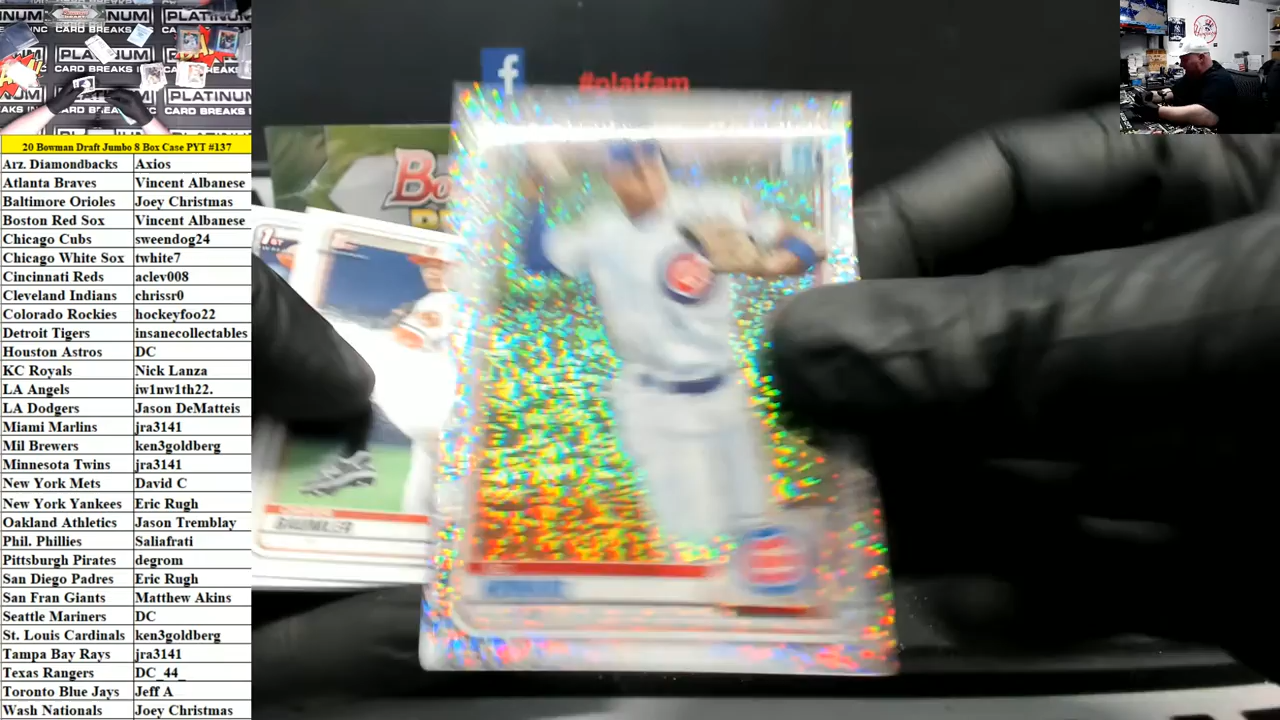 PLATINUM
CARD BREAKS INC
20 Bowman Draft Jumbo 8 Box Case PYT #137
Arz. Diamondbacks Axios
Atlanta Braves Vincent Albanese
Baltimore Orioles Joey Christmas
Boston Red Sox Vincent Albanese
Chicago Cubs sweendog24
Chicago White Sox twhite7
Cincinnati Reds aclev008
Cleveland Indians chrissr0
Colorado Rockies hockeyfoo22
Detroit Tigers insanecollectables
Houston Astros DC
KC Royals Nick Lanza
LA Angels iw1nw1th22.
LA Dodgers Jason DeMatteis
Miami Marlins jra3141
Mil Brewers ken3goldberg
Minnesota Twins jra3141
New York Mets David C
New York Yankees Eric Rugh
Oakland Athletics Jason Tremblay
Phil. Phillies Saliafrati
Pittsburgh Pirates degrom
San Diego Padres Eric Rugh
San Fran Giants Matthew Akins
Seattle Mariners DC
St. Louis Cardinals ken3goldberg
Tampa Bay Rays jra3141
Texas Rangers DC_44_
Toronto Blue Jays Jeff A
Wash Nationals Joey Christmas
f
#platfam